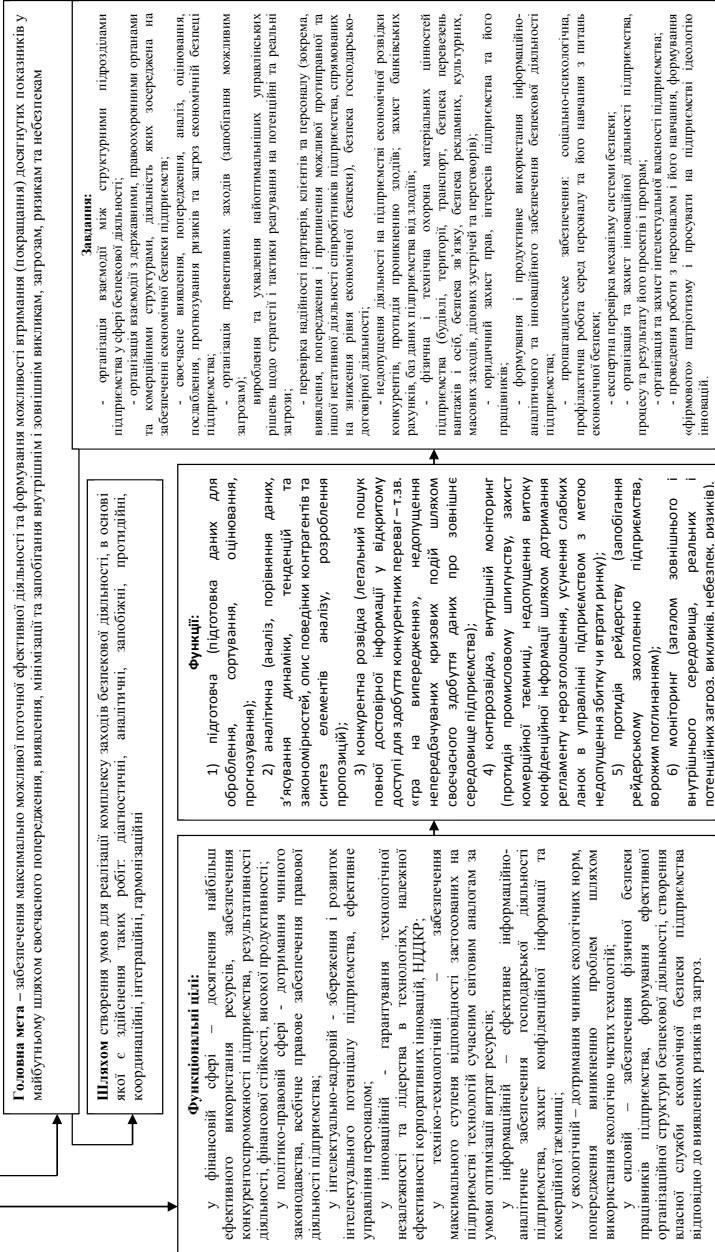 Головна мета – забезпечення максимально можливої поточної ефективної діяльності та формування можливості втримання (покращання) досягнутих показників у
майбутньому шляхом своєчасного попередження, виявлення, мінімізації та запобігання внутрішнім і зовнішнім викликам, загрозам, ризикам та небезпекам
Шляхом створення умов для реалізації комплексу заходів безпекової діяльності, в основі
якої є здійснення таких робіт: діагностичні, аналітичні, запобіжні, протидійні,
координаційні, інтеграційні, гармонізаційні
Функціональні цілі:
у фінансовій сфері – досягнення найбільш
ефективного використання ресурсів, забезпечення
конкурентоспроможності підприємства, результативності
діяльності, фінансової стійкості, високої продуктивності;
у політико-правовій сфері - дотримання чинного
законодавства, всебічне правове забезпечення правової
діяльності підприємства;
у інтелектуально-кадровій - збереження і розвиток
інтелектуального потенціалу підприємства, ефективне
управління персоналом;
у інноваційній - гарантування технологічної
незалежності та лідерства в технологіях, належної
ефективності корпоративних інновацій, НДДКР;
у техніко-технологічній – забезпечення
максимального ступеня відповідності застосованих на
підприємстві технологій сучасним світовим аналогам за
умови оптимізації витрат ресурсів;
у інформаційній – ефективне інформаційно-
аналітичне забезпечення господарської діяльності
підприємства, захист конфіденційної інформації та
комерційної таємниці;
у екологічній – дотримання чинних екологічних норм,
попередження виникненню проблем шляхом
використання екологічно чистих технологій;
у силовій – забезпечення фізичної безпеки
працівників підприємства, формування ефективної
організаційної структури безпекової діяльності, створення
власної служби економічної безпеки підприємства
відповідно до виявлених ризиків та загроз.
Функції:
1) підготовча (підготовка даних для
оброблення, сортування, оцінювання,
прогнозування);
2) аналітична (аналіз, порівняння даних,
з’ясування динаміки, тенденцій та
закономірностей, опис поведінки контрагентів та
синтез елементів аналізу, розроблення
пропозицій);
3) конкурентна розвідка (легальний пошук
повної достовірної інформації у відкритому
доступі для здобуття конкурентних переваг – т.зв.
«гра на випередження», недопущення
непередбачуваних кризових подій шляхом
своєчасного здобуття даних про зовнішнє
середовище підприємства);
4) контррозвідка, внутрішній моніторинг
(протидія промисловому шпигунству, захист
комерційної таємниці, недопущення витоку
конфіденційної інформації шляхом дотримання
регламенту нерозголошення, усунення слабких
ланок в управлінні підприємством з метою
недопущення збитку чи втрати ринку);
5) протидія рейдерству (запобігання
рейдерському захопленню підприємства,
ворожим поглинанням);
6) моніторинг (загалом зовнішнього і
внутрішнього середовища, реальних і
потенційних загроз, викликів, небезпек, ризиків).
Завдання:
- організація взаємодії між структурними підрозділами
підприємства у сфері безпекової діяльності;
- організація взаємодії з державними, правоохоронними органами
та комерційними структурами, діяльність яких зосереджена на
забезпеченні економічної безпеки підприємств;
- своєчасне виявлення, попередження, аналіз, оцінювання,
послаблення, прогнозування ризиків та загроз економічній безпеці
підприємства;
- організація превентивних заходів (запобігання можливим
загрозам);
вироблення та ухвалення найоптимальніших управлінських
рішень щодо стратегії і тактики реагування на потенційні та реальні
загрози;
- перевірка надійності партнерів, клієнтів та персоналу (зокрема,
виявлення, попередження і припинення можливої протиправної та
іншої негативної діяльності співробітників підприємства, спрямованих
на зниження рівня економічної безпеки), безпека господарсько-
договірної діяльності;
- недопущення діяльності на підприємстві економічної розвідки
конкурентів, протидія проникненню злодіїв; захист банківських
рахунків, баз даних підприємства від злодіїв;
- фізична і технічна охорона матеріальних цінностей
підприємства (будівлі, території, транспорт, безпека перевезень
вантажів і осіб, безпека зв’язку, безпека рекламних, культурних,
масових заходів, ділових зустрічей та переговорів);
- юридичний захист прав, інтересів підприємства та його
працівників;
- формування і продуктивне використання інформаційно-
аналітичного та інноваційного забезпечення безпекової діяльності
підприємства;
- пропагандистське забезпечення: соціально-психологічна,
профілактична робота серед персоналу та його навчання з питань
економічної безпеки;
- експертна перевірка механізму системи безпеки;
- організація та захист інноваційної діяльності підприємства,
процесу та результату його проектів і програм;
- організація та захист інтелектуальної власності підприємства;
- проведення роботи з персоналом і його навчання, формування
«фірмового» патріотизму і просувати на підприємстві ідеологію
інновацій.